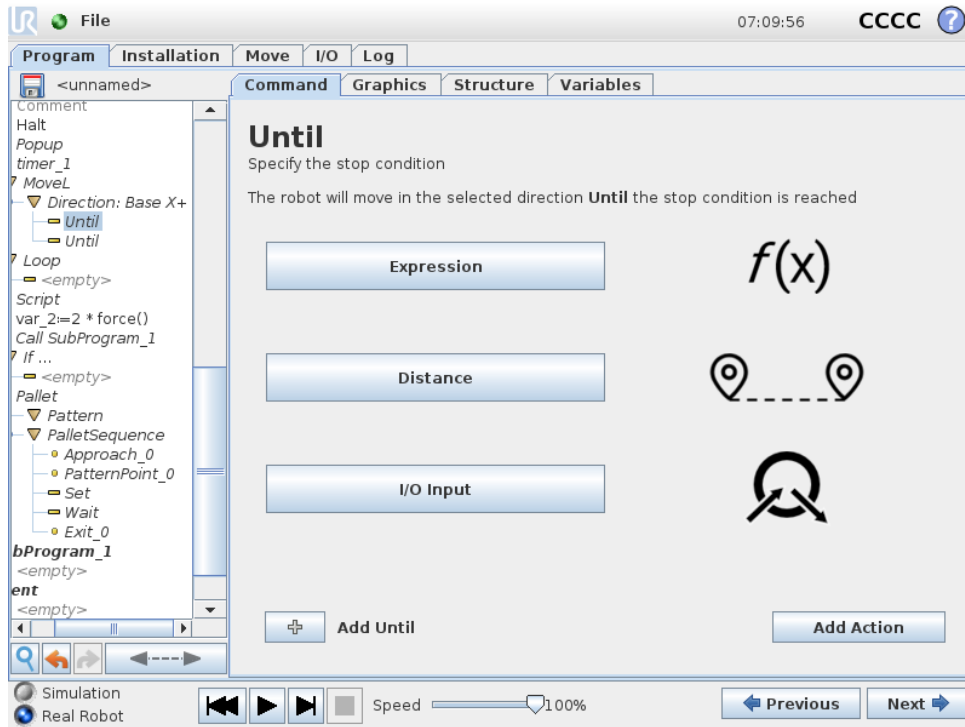 UR File 07:09:56 CCCC ?
Program Installation Move I/O Log
<unnamed>
Command Graphics Structure Variables
Comment
Halt
Popup
timer_1
MoveL
Direction: Base X+
Until
Until
Loop
<empty>
Script
var_2:=2 * force()
Call SubProgram_1
If ...
<empty>
Pallet
Pattern
PalletSequence
Approach_0
PatternPoint_0
Set
Wait
Exit_0
bProgram_1
<empty>
ent
<empty>
Until
Specify the stop condition
The robot will move in the selected direction Until the stop condition is reached
Expression f(x)
Distance
I/O Input
Add Until Add Action
Simulation
Real Robot
Speed 100%
Previous Next